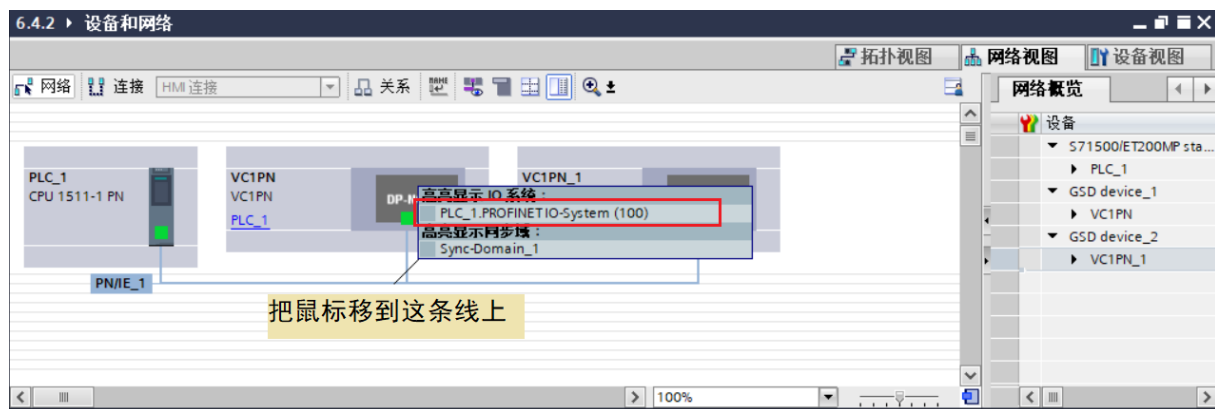 6.4.2 ▸ 设备和网络
拓扑视图 网络视图 设备视图
网络 连接 HMI 连接 关系
网络概览
设备
S71500/ET200MP sta...
PLC_1
GSD device_1
VC1PN
GSD device_2
VC1PN_1
PLC_1
CPU 1511-1 PN
VC1PN
VC1PN
PLC_1
DP-N
VC1PN_1
高亮显示 IO 系统：
PLC_1.PROFINET IO-System (100)
高亮显示同步域：
Sync-Domain_1
PN/IE_1
把鼠标移到这条线上
100%